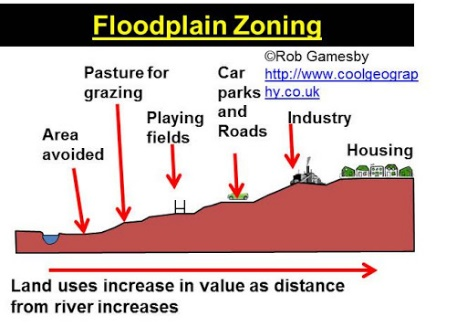 Floodplain Zoning
©Rob Gamesby
http://www.coolgeograp
hy.co.uk
Pasture for
grazing
Car
parks
and
Roads
Playing
fields
Industry
Area
avoided
Housing
Land uses increase in value as distance
from river increases